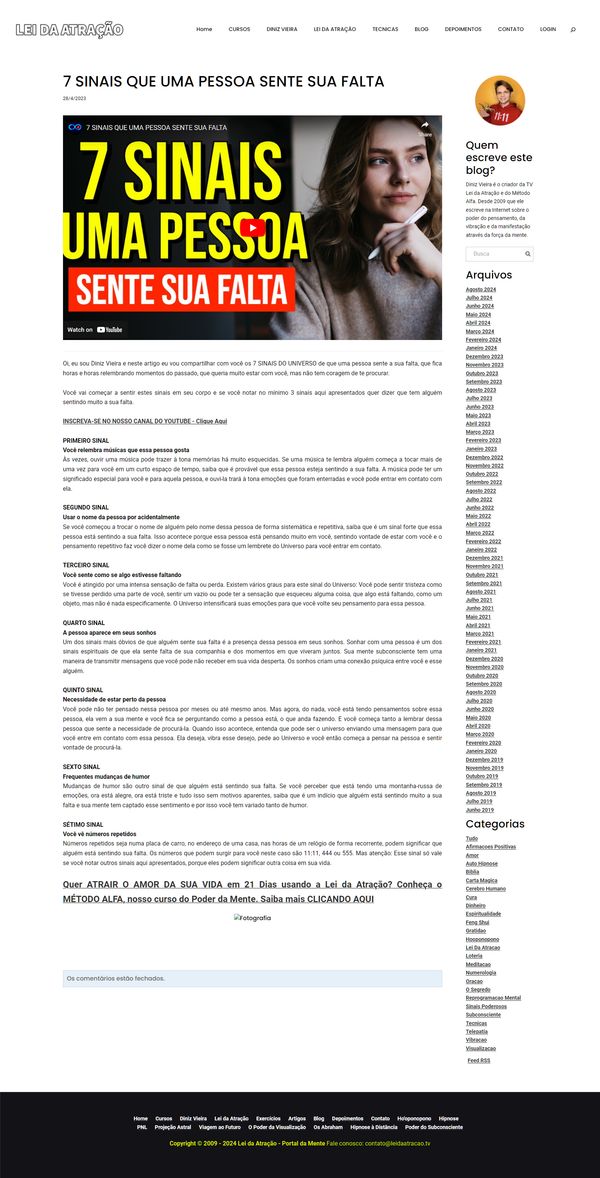 LEI DA ATRAÇÃO
Home CURSOS DINIZ VIEIRA LEI DA ATRAÇÃO TECNICAS BLOG DEPOIMENTOS CONTATO LOGIN
7 SINAIS QUE UMA PESSOA SENTE SUA FALTA
28/4/2023
7 SINAIS QUE UMA PESSOA SENTE SUA FALTA
Share
7 SINAIS
UMA PESSOA
SENTE SUA FALTA
Watch on YouTube
Oi, eu sou Diniz Vieira e neste artigo eu vou compartilhar com você os 7 SINAIS DO UNIVERSO de que uma pessoa sente a sua falta, que fica
horas e horas relembrando momentos do passado, que queria muito estar com você, mas não tem coragem de te procurar.
Você vai começar a sentir estes sinais em seu corpo e se você notar no mínimo 3 sinais aqui apresentados quer dizer que tem alguém
sentindo muito a sua falta.
INSCREVA-SE NO NOSSO CANAL DO YOUTUBE - Clique Aqui
PRIMEIRO SINAL
Você relembra músicas que essa pessoa gosta
Às vezes, ouvir uma música pode trazer à tona memórias há muito esquecidas. Se uma música te lembra alguém começa a tocar mais de
uma vez para você em um curto espaço de tempo, saiba que é provável que essa pessoa esteja sentindo a sua falta. A música pode ter um
significado especial para você e para aquela pessoa, e ouvi-la trará à tona emoções que foram enterradas e você pode entrar em contato com
ela.
SEGUNDO SINAL
Usar o nome da pessoa por acidentalmente
Se você começou a trocar o nome de alguém pelo nome dessa pessoa de forma sistemática e repetitiva, saiba que é um sinal forte que essa
pessoa está sentindo a sua falta. Isso acontece porque essa pessoa está pensando muito em você, sentindo vontade de estar com você e o
pensamento repetitivo faz você dizer o nome dela como se fosse um lembrete do Universo para você entrar em contato.
TERCEIRO SINAL
Você sente como se algo estivesse faltando
Você é atingido por uma intensa sensação de falta ou perda. Existem vários graus para este sinal do Universo: Você pode sentir tristeza como
se tivesse perdido uma parte de você, sentir um vazio ou pode ter a sensação que esqueceu alguma coisa, que algo está faltando, como um
objeto, mas não é nada especificamente. O Universo intensificará suas emoções para que você volte seu pensamento para essa pessoa.
QUARTO SINAL
A pessoa aparece em seus sonhos
Um dos sinais mais óbvios de que alguém sente sua falta é a presença dessa pessoa em seus sonhos. Sonhar com uma pessoa é um dos
sinais espirituais de que ela sente falta de sua companhia e dos momentos em que viveram juntos. Sua mente subconsciente tem uma
maneira de transmitir mensagens que você pode não receber em sua vida desperta. Os sonhos criam uma conexão psíquica entre você e esse
alguém.
QUINTO SINAL
Necessidade de estar perto da pessoa
Você pode não ter pensado nessa pessoa por meses ou até mesmo anos. Mas agora, do nada, você está tendo pensamentos sobre essa
pessoa, ela vem a sua mente e você fica se perguntando como a pessoa está, o que anda fazendo. E você começa tanto a lembrar dessa
pessoa que sente a necessidade de procurá-la. Quando isso acontece, entenda que pode ser o universo enviando uma mensagem para que
você entre em contato com essa pessoa. Ela deseja, vibra esse desejo, pede ao Universo e você então começa a pensar na pessoa e sentir
vontade de procurá-la.
SEXTO SINAL
Frequentes mudanças de humor
Mudanças de humor são outro sinal de que alguém está sentindo sua falta. Se você perceber que está tendo uma montanha-russa de
emoções, ora está alegre, ora está triste e tudo isso sem motivos aparentes, saiba que é um indício que alguém está sentindo muito a sua
falta e sua mente tem captado esse sentimento e por isso você tem variado tanto de humor.
SÉTIMO SINAL
Você vê números repetidos
Números repetidos seja numa placa de carro, no endereço de uma casa, nas horas de um relógio de forma recorrente, podem significar que
alguém está sentindo sua falta. Os números que podem surgir para você neste caso são 11:11, 444 ou 555. Mas atenção: Esse sinal só vale
se você notar outros sinais aqui apresentados, porque eles podem significar outra coisa em sua vida.
Quer ATRAIR O AMOR DA SUA VIDA em 21 Dias usando a Lei da Atração? Conheça o
MÉTODO ALFA, nosso curso do Poder da Mente. Saiba mais CLICANDO AQUI
Fotografia
Os comentários estão fechados.
11:11
Quem
escreve este
blog?
Diniz Vieira é o criador da TV
Lei da Atração e do Método
Alfa. Desde 2009 que ele
escreve na Internet sobre o
poder do pensamento, da
vibração e da manifestação
através da força da mente.
Busca
Arquivos
Agosto 2024
Julho 2024
Junho 2024
Maio 2024
Abril 2024
Março 2024
Fevereiro 2024
Janeiro 2024
Dezembro 2023
Novembro 2023
Outubro 2023
Setembro 2023
Agosto 2023
Julho 2023
Junho 2023
Maio 2023
Abril 2023
Março 2023
Fevereiro 2023
Janeiro 2023
Dezembro 2022
Novembro 2022
Outubro 2022
Setembro 2022
Agosto 2022
Julho 2022
Junho 2022
Maio 2022
Abril 2022
Março 2022
Fevereiro 2022
Janeiro 2022
Dezembro 2021
Novembro 2021
Outubro 2021
Setembro 2021
Agosto 2021
Julho 2021
Junho 2021
Maio 2021
Abril 2021
Março 2021
Fevereiro 2021
Janeiro 2021
Dezembro 2020
Novembro 2020
Outubro 2020
Setembro 2020
Agosto 2020
Julho 2020
Junho 2020
Maio 2020
Abril 2020
Março 2020
Fevereiro 2020
Janeiro 2020
Dezembro 2019
Novembro 2019
Outubro 2019
Setembro 2019
Agosto 2019
Julho 2019
Junho 2019
Categorias
Tudo
Afirmacoes Positivas
Amor
Auto Hipnose
Biblia
Carta Magica
Cerebro Humano
Cura
Dinheiro
Espiritualidade
Feng Shui
Gratidao
Hooponopono
Lei Da Atracao
Loteria
Meditacao
Numerologia
Oracao
O Segredo
Reprogramacao Mental
Sinais Poderosos
Subconsciente
Tecnicas
Telepatia
Vibracao
Visualizacao
Feed RSS
Home Cursos Diniz Vieira Lei da Atração Exercícios Artigos Blog Depoimentos Contato Ho'oponopono Hipnose
PNL Projeção Astral Viagem ao Futuro O Poder da Visualização Os Abraham Hipnose à Distância Poder do Subconsciente
Copyright © 2009 - 2024 Lei da Atração - Portal da Mente Fale conosco: contato@leidaatracao.tv